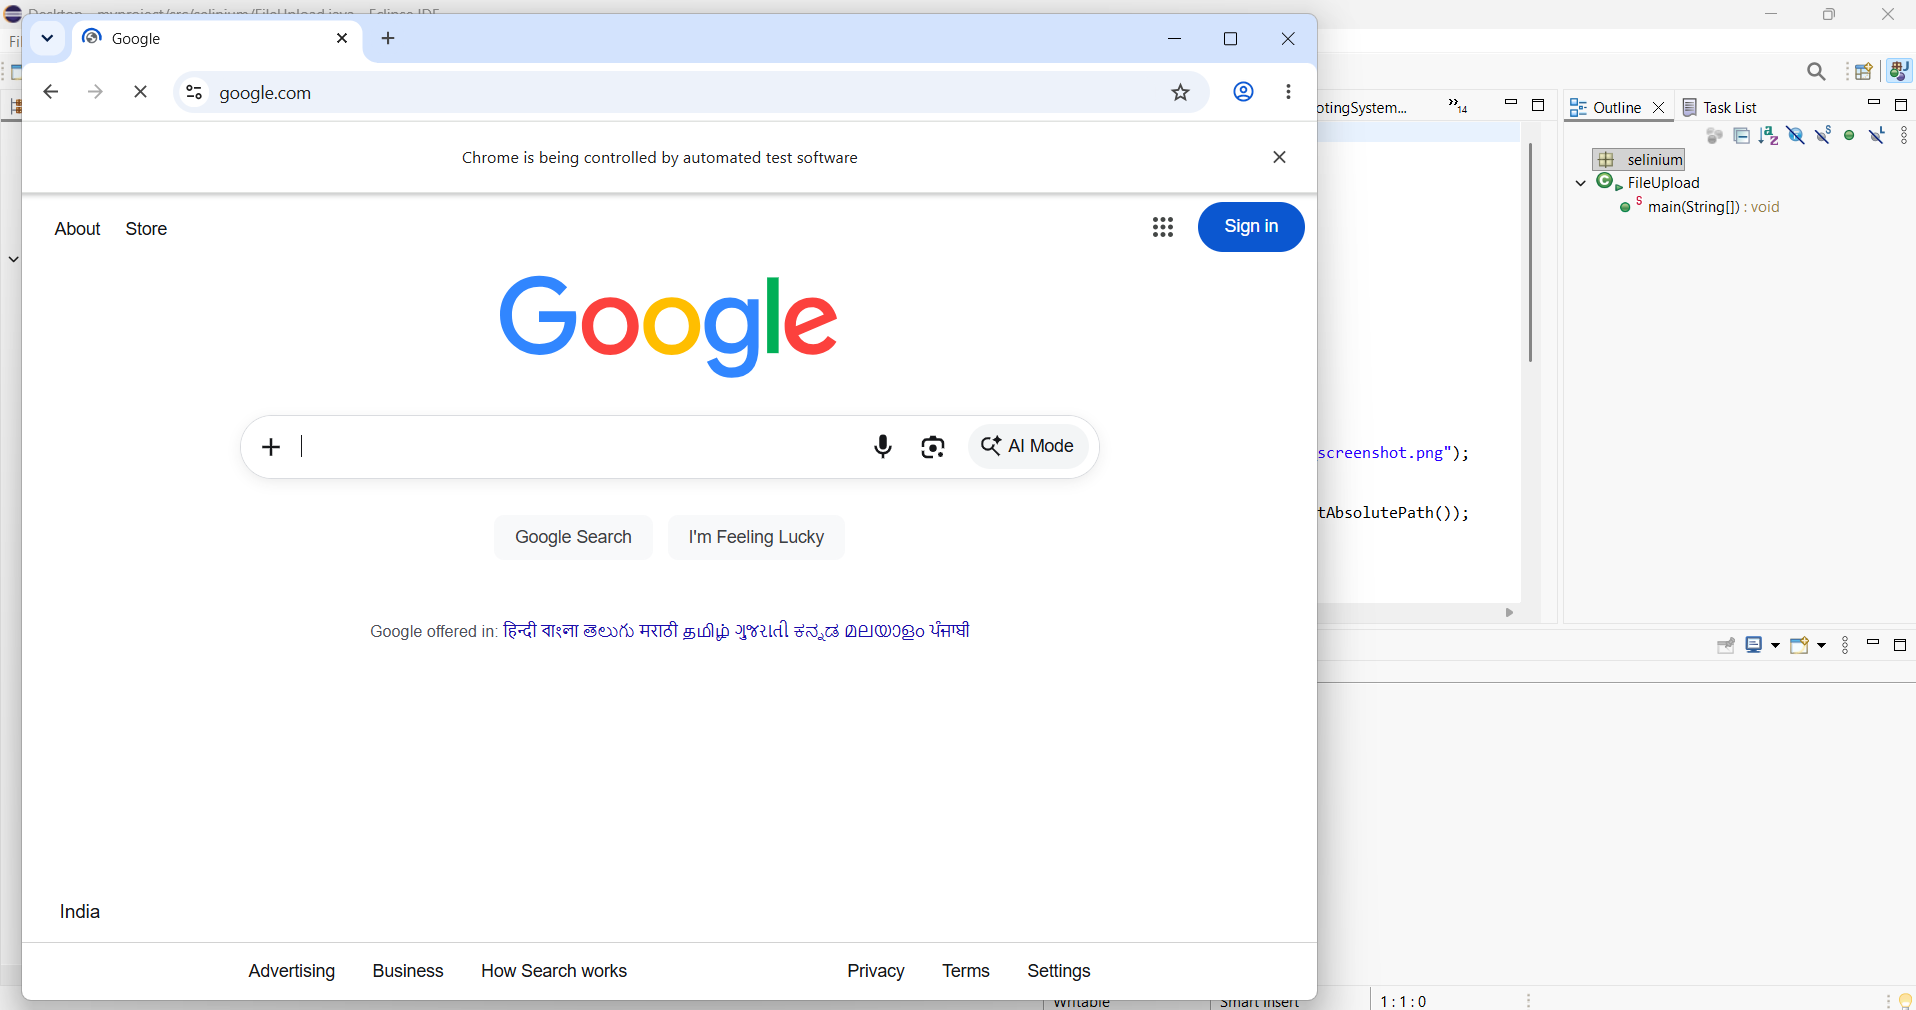 Google
google.com
Chrome is being controlled by automated test software
About Store
Sign in
Google
AI Mode
Google Search I'm Feeling Lucky
Google offered in: हिन्दी বাংলা తెలుగు मराठी தமிழ் ગુજરાતી ಕನ್ನಡ മലയാളം ਪੰਜਾਬੀ
India
Advertising Business How Search works Privacy Terms Settings
otingSystem... »14
Outline Task List
selinium
FileUpload
main(String[]) : void
screenshot.png");
tAbsolutePath());
Writable Smart Insert 1 : 1 : 0